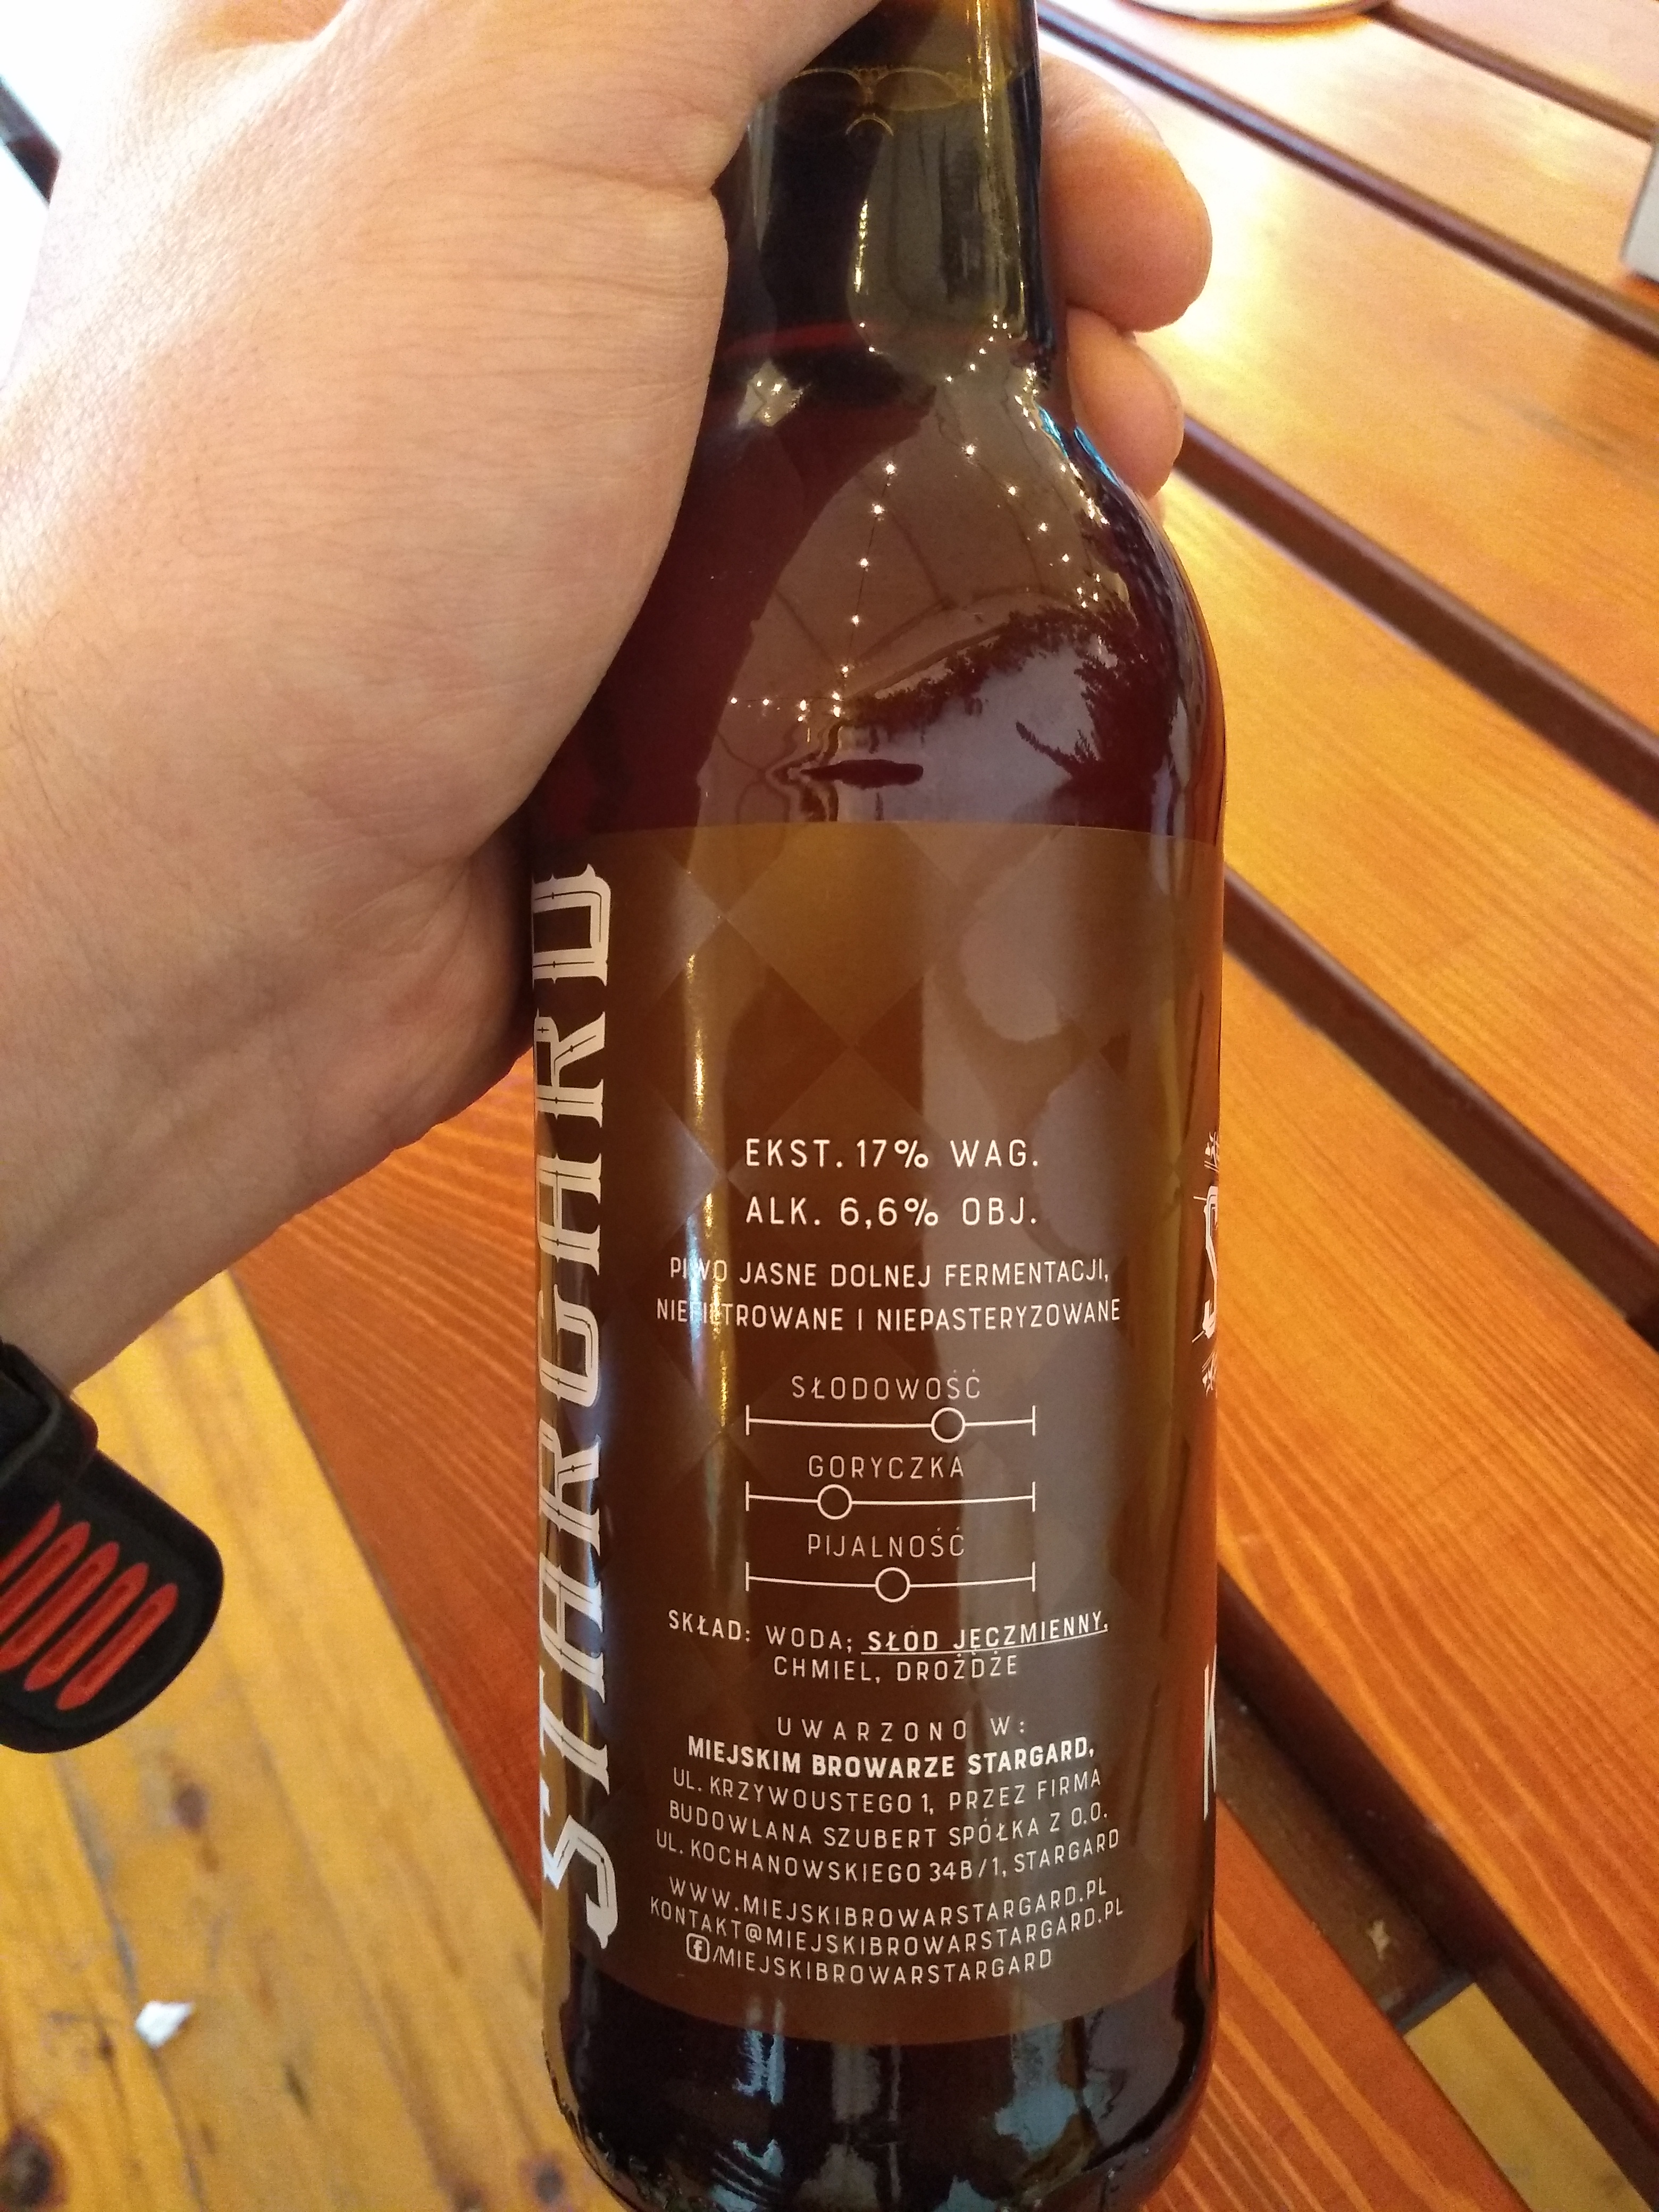 STARGARD
EKST. 17% WAG.
ALK. 6,6% OBJ.
PIWO JASNE DOLNEJ FERMENTACJI,
NIEFILTROWANE I NIEPASTERYZOWANE
SŁODOWOŚĆ
GORYCZKA
PIJALNOŚĆ
SKŁAD: WODA; SŁÓD JĘCZMIENNY,
CHMIEL, DROŻDŻE
UWARZONO W:
MIEJSKIM BROWARZE STARGARD,
UL. KRZYWOUSTEGO 1, PRZEZ FIRMA
BUDOWLANA SZUBERT SPÓŁKA Z O.O.
UL. KOCHANOWSKIEGO 34B/1, STARGARD
WWW.MIEJSKIBROWARSTARGARD.PL
KONTAKT@MIEJSKIBROWARSTARGARD.PL
f/MIEJSKIBROWARSTARGARD